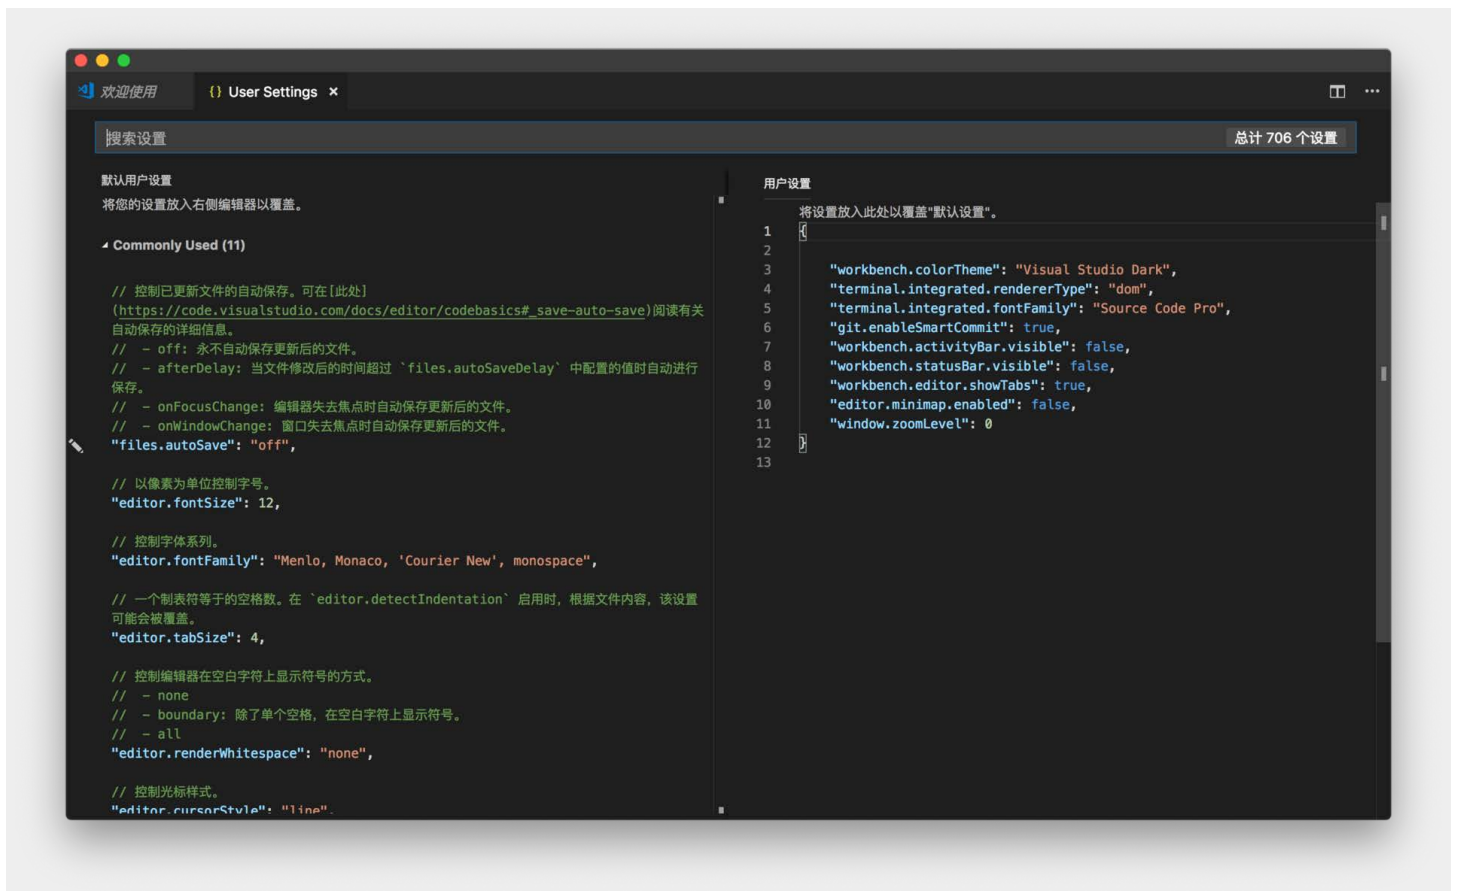 欢迎使用
{} User Settings ×
搜索设置
总计 706 个设置
默认用户设置
将您的设置放入右侧编辑器以覆盖。
Commonly Used (11)
// 控制已更新文件的自动保存。可在[此处]
(https://code.visualstudio.com/docs/editor/codebasics#_save-auto-save)阅读有关
自动保存的详细信息。
//  - off: 永不自动保存更新后的文件。
//  - afterDelay: 当文件修改后的时间超过 `files.autoSaveDelay` 中配置的值时自动进行
保存。
//  - onFocusChange: 编辑器失去焦点时自动保存更新后的文件。
//  - onWindowChange: 窗口失去焦点时自动保存更新后的文件。
"files.autoSave": "off",
// 以像素为单位控制字号。
"editor.fontSize": 12,
// 控制字体系列。
"editor.fontFamily": "Menlo, Monaco, 'Courier New', monospace",
// 一个制表符等于的空格数。在 `editor.detectIndentation` 启用时，根据文件内容，该设置
可能会被覆盖。
"editor.tabSize": 4,
// 控制编辑器在空白字符上显示符号的方式。
//  - none
//  - boundary: 除了单个空格，在空白字符上显示符号。
//  - all
"editor.renderWhitespace": "none",
// 控制光标样式。
"editor.cursorStyle": "line",
用户设置
将设置放入此处以覆盖"默认设置"。
1 {
2
3 "workbench.colorTheme": "Visual Studio Dark",
4 "terminal.integrated.rendererType": "dom",
5 "terminal.integrated.fontFamily": "Source Code Pro",
6 "git.enableSmartCommit": true,
7 "workbench.activityBar.visible": false,
8 "workbench.statusBar.visible": false,
9 "workbench.editor.showTabs": true,
10 "editor.minimap.enabled": false,
11 "window.zoomLevel": 0
12 }
13